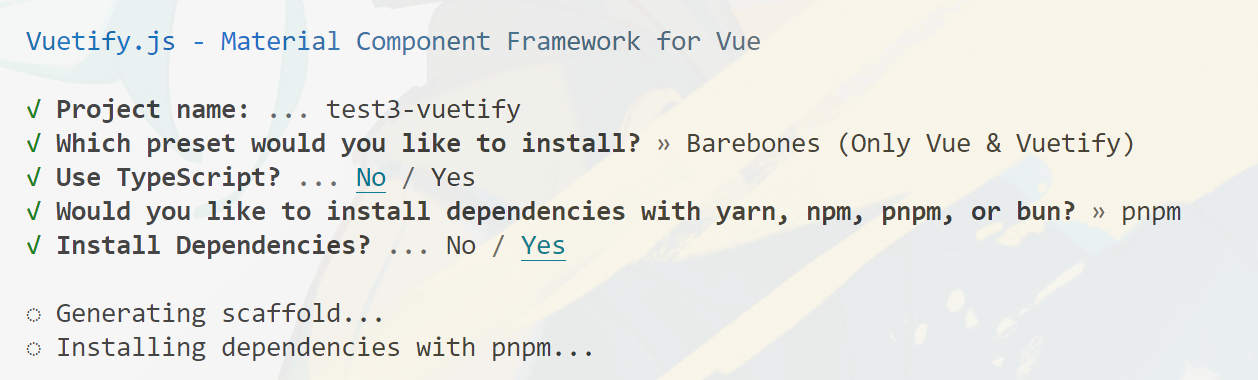 Vuetify.js - Material Component Framework for Vue
√ Project name: ... test3-vuetify
√ Which preset would you like to install? » Barebones (Only Vue & Vuetify)
√ Use TypeScript? ... No / Yes
√ Would you like to install dependencies with yarn, npm, pnpm, or bun? » pnpm
√ Install Dependencies? ... No / Yes
◌ Generating scaffold...
◌ Installing dependencies with pnpm...